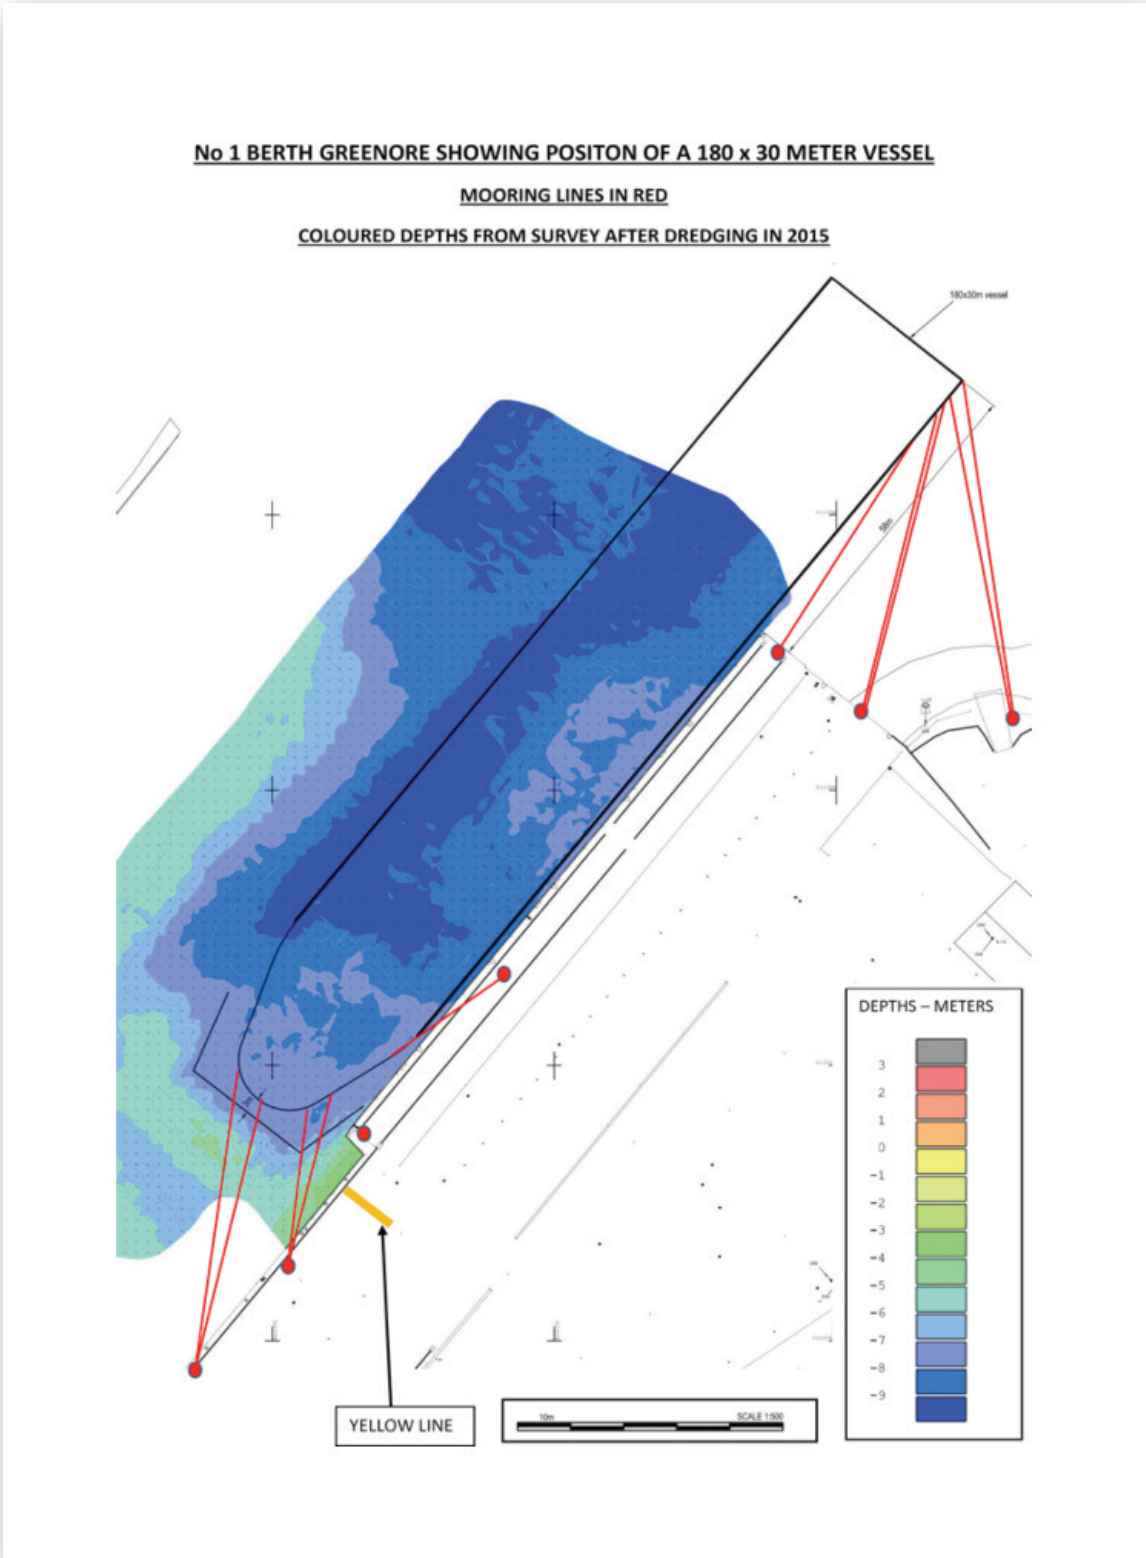 No 1 BERTH GREENORE SHOWING POSITON OF A 180 x 30 METER VESSEL
MOORING LINES IN RED
COLOURED DEPTHS FROM SURVEY AFTER DREDGING IN 2015
180x30m vessel
58m
3m
DEPTHS – METERS
3
2
1
0
-1
-2
-3
-4
-5
-6
-7
-8
-9
YELLOW LINE
10m
SCALE 1:500